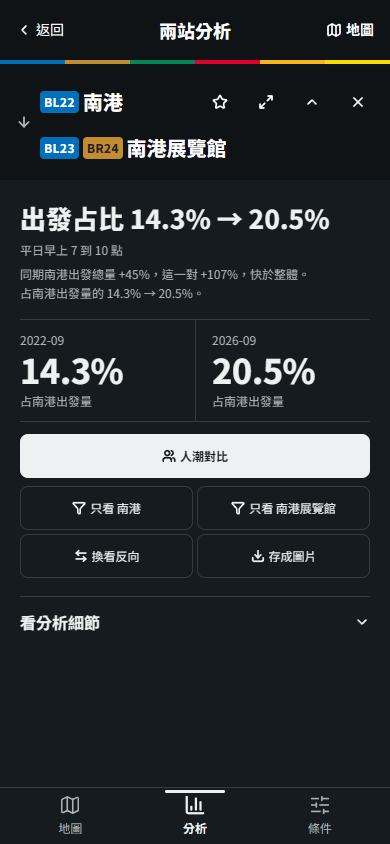 返回
兩站分析
地圖
BL22 南港
BL23 BR24 南港展覽館
出發占比 14.3% → 20.5%
平日早上 7 到 10 點
同期南港出發總量 +45%，這一對 +107%，快於整體。
占南港出發量的 14.3% → 20.5%。
2022-09
14.3%
占南港出發量
2026-09
20.5%
占南港出發量
人潮對比
只看 南港
只看 南港展覽館
換看反向
存成圖片
看分析細節
地圖
分析
條件